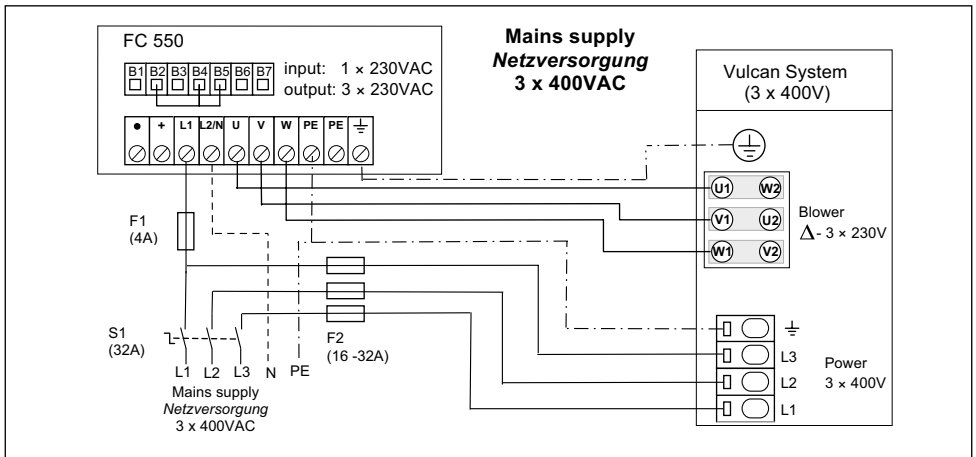 FC 550
B1 B2 B3 B4 B5 B6 B7
input: 1 × 230VAC
output: 3 × 230VAC
• + L1 L2/N U V W PE PE ⏚
Mains supply
Netzversorgung
3 x 400VAC
Vulcan System
(3 x 400V)
U1 W2
V1 U2
W1 V2
Blower
Δ- 3 × 230V
F1
(4A)
F2
(16 -32A)
S1
(32A)
L1 L2 L3 N PE
Mains supply
Netzversorgung
3 x 400VAC
⏚
L3
L2
L1
Power
3 × 400V